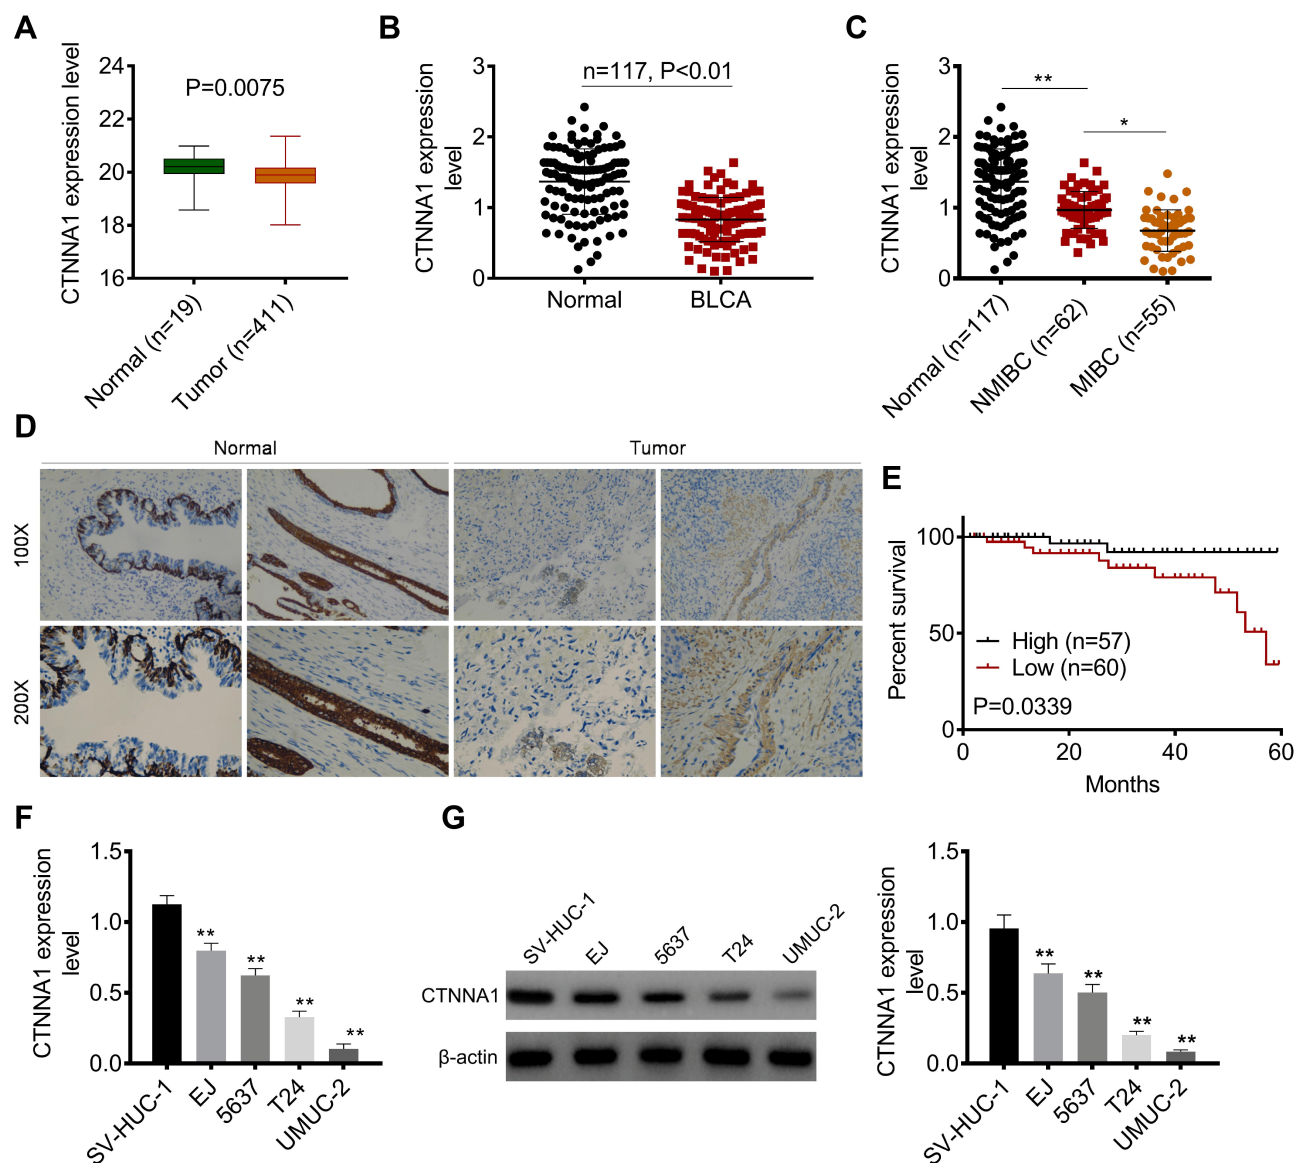 A
CTNNA1 expression level
24
22
20
18
16
P=0.0075
Normal (n=19)
Tumor (n=411)
B
CTNNA1 expression
level
3
2
1
0
n=117, P<0.01
Normal
BLCA
C
CTNNA1 expression
level
3
2
1
0
**
*
Normal (n=117)
NMIBC (n=62)
MIBC (n=55)
D
Normal
Tumor
100X
200X
E
Percent survival
100
50
0
High (n=57)
Low (n=60)
P=0.0339
0
20
40
60
Months
F
CTNNA1 expression
level
1.5
1.0
0.5
0.0
**
**
**
**
SV-HUC-1
EJ
5637
T24
UMUC-2
G
SV-HUC-1
EJ
5637
T24
UMUC-2
CTNNA1
β-actin
CTNNA1 expression
level
1.5
1.0
0.5
0.0
**
**
**
**
SV-HUC-1
EJ
5637
T24
UMUC-2